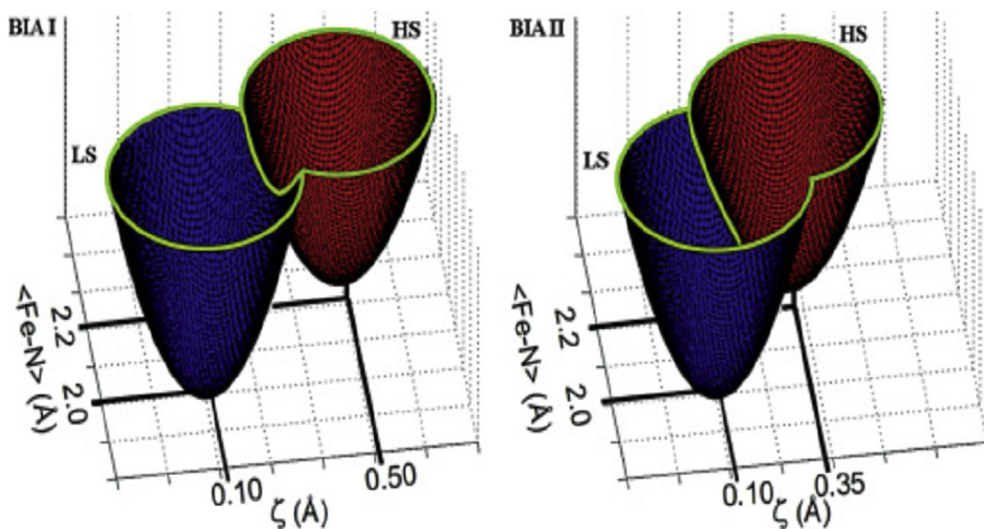 BIA I
HS
LS
2.2
2.0
<Fe-N> (Å)
0.10
0.50
ζ (Å)
BIA II
HS
LS
2.2
2.0
<Fe-N> (Å)
0.10
0.35
ζ (Å)